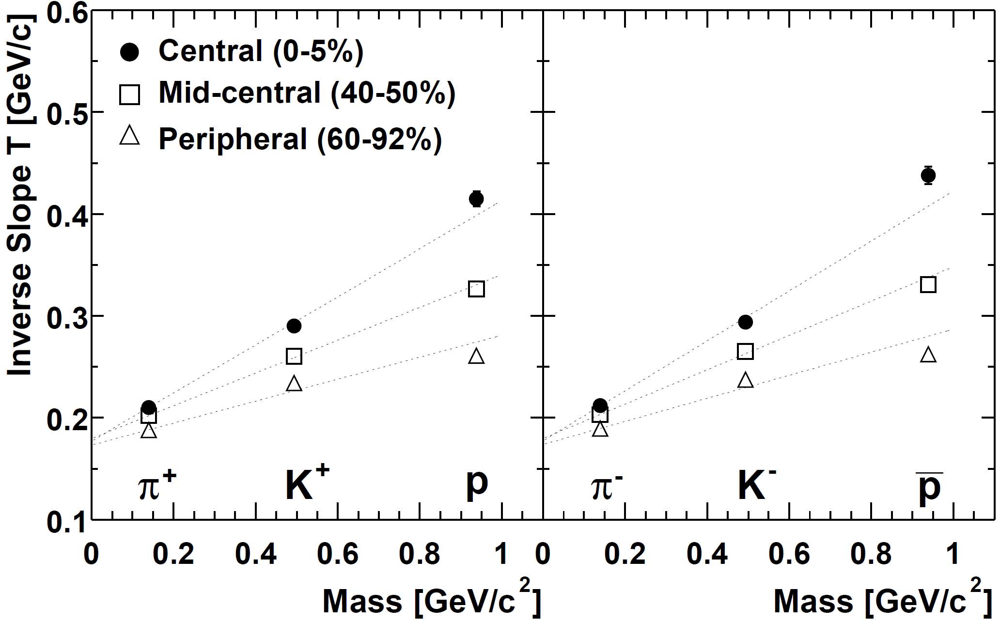 Inverse Slope T [GeV/c]
0.6
0.5
0.4
0.3
0.2
0.1
Central (0-5%)
Mid-central (40-50%)
Peripheral (60-92%)
π⁺ K⁺ p
π⁻ K⁻ p̅
0 0.2 0.4 0.6 0.8 1
0 0.2 0.4 0.6 0.8 1
Mass [GeV/c²]
Mass [GeV/c²]